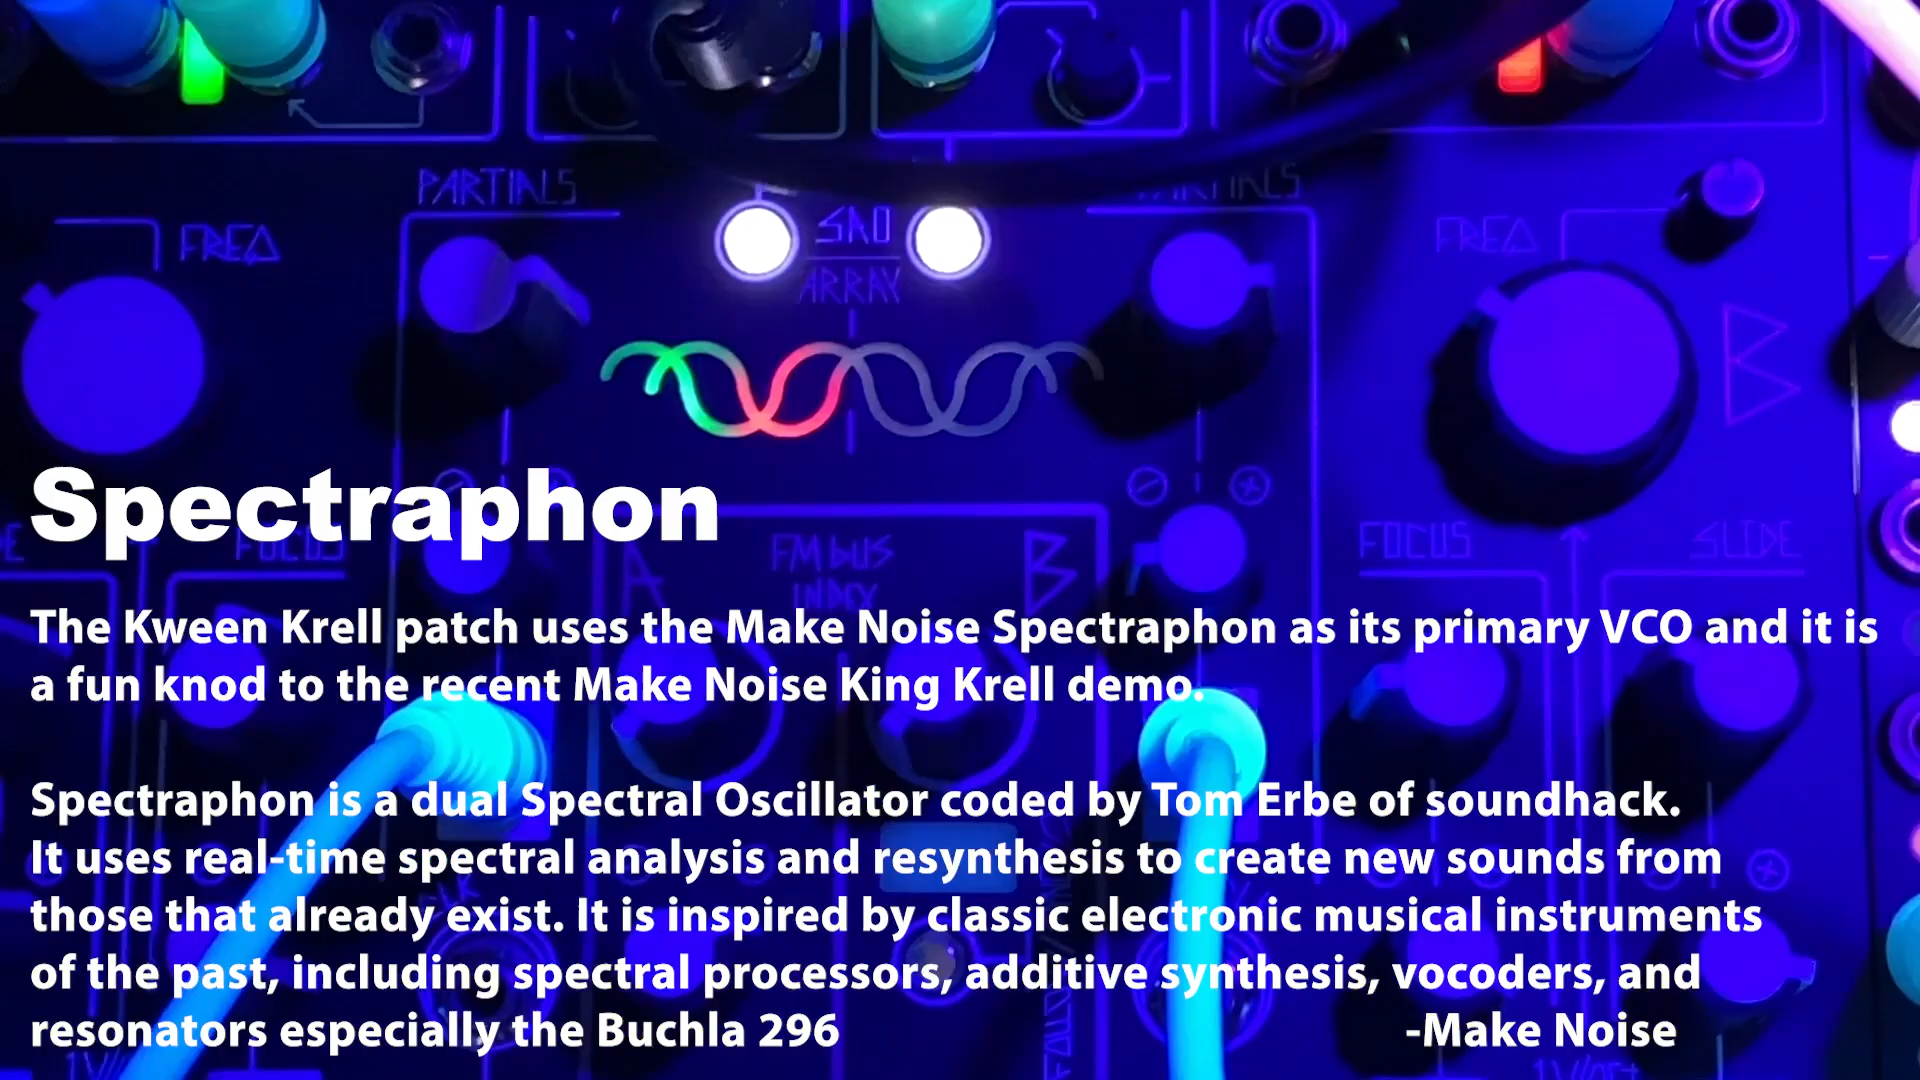 PARTIALS
PARTIALS
SAO
ARRAY
FREQ
FREQ
B
Spectraphon
FOCUS
A
FM BUS
INDEX
B
FOCUS
SLIDE
The Kween Krell patch uses the Make Noise Spectraphon as its primary VCO and it is
a fun knod to the recent Make Noise King Krell demo.
Spectraphon is a dual Spectral Oscillator coded by Tom Erbe of soundhack.
It uses real-time spectral analysis and resynthesis to create new sounds from
those that already exist. It is inspired by classic electronic musical instruments
of the past, including spectral processors, additive synthesis, vocoders, and
resonators especially the Buchla 296
-Make Noise